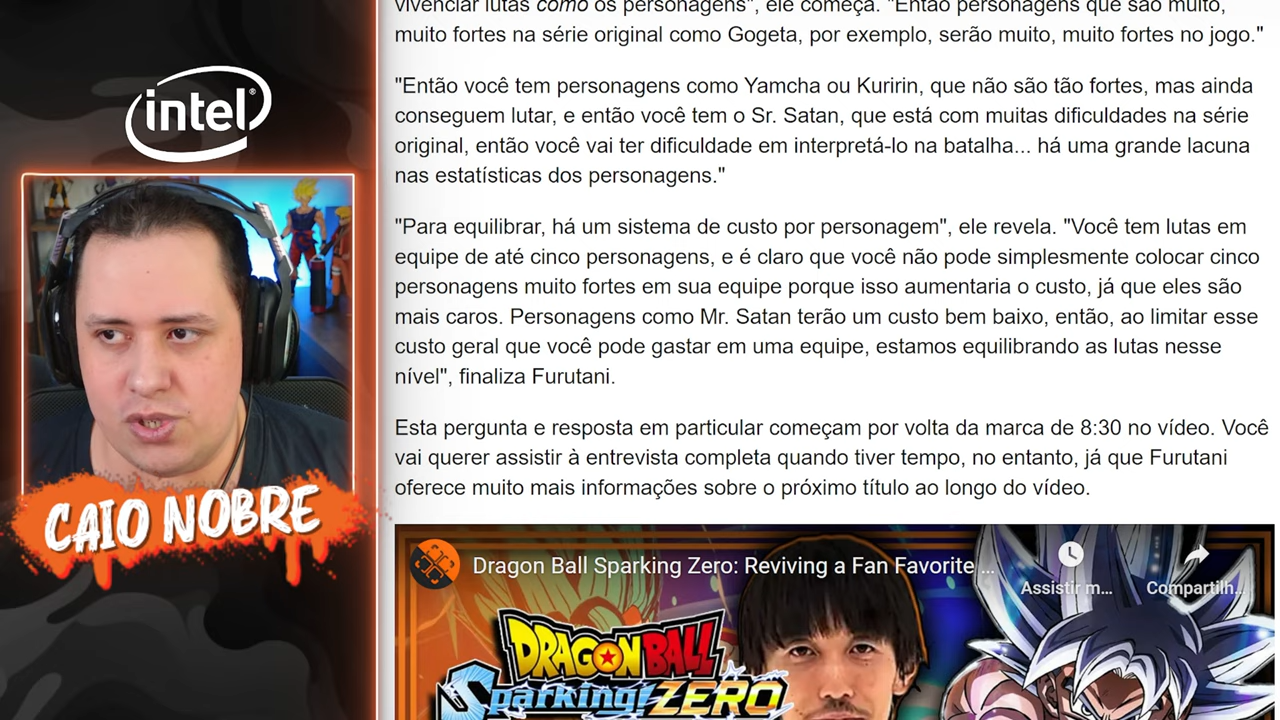 vivenciar lutas como os personagens", ele começa. "Então personagens que são muito,
muito fortes na série original como Gogeta, por exemplo, serão muito, muito fortes no jogo."
"Então você tem personagens como Yamcha ou Kuririn, que não são tão fortes, mas ainda
conseguem lutar, e então você tem o Sr. Satan, que está com muitas dificuldades na série
original, então você vai ter dificuldade em interpretá-lo na batalha... há uma grande lacuna
nas estatísticas dos personagens."
"Para equilibrar, há um sistema de custo por personagem", ele revela. "Você tem lutas em
equipe de até cinco personagens, e é claro que você não pode simplesmente colocar cinco
personagens muito fortes em sua equipe porque isso aumentaria o custo, já que eles são
mais caros. Personagens como Mr. Satan terão um custo bem baixo, então, ao limitar esse
custo geral que você pode gastar em uma equipe, estamos equilibrando as lutas nesse
nível", finaliza Furutani.
Esta pergunta e resposta em particular começam por volta da marca de 8:30 no vídeo. Você
vai querer assistir à entrevista completa quando tiver tempo, no entanto, já que Furutani
oferece muito mais informações sobre o próximo título ao longo do vídeo.
Dragon Ball Sparking Zero: Reviving a Fan Favorite ...
Assistir m...
Compartilh...
DRAGON BALL
Sparking! ZERO
intel®
CAIO NOBRE